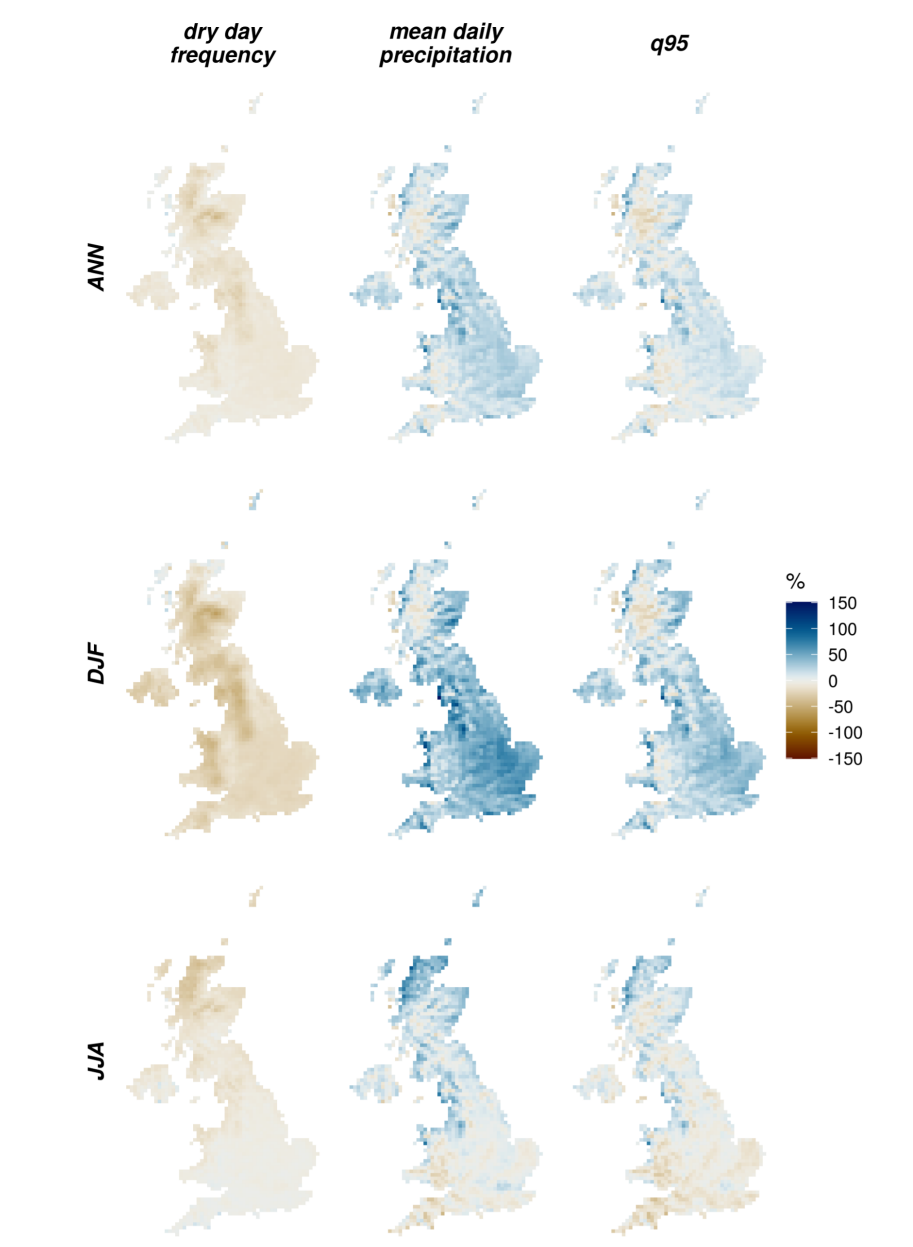 dry day
frequency
mean daily
precipitation
q95
ANN
DJF
%
150
100
50
0
-50
-100
-150
JJA